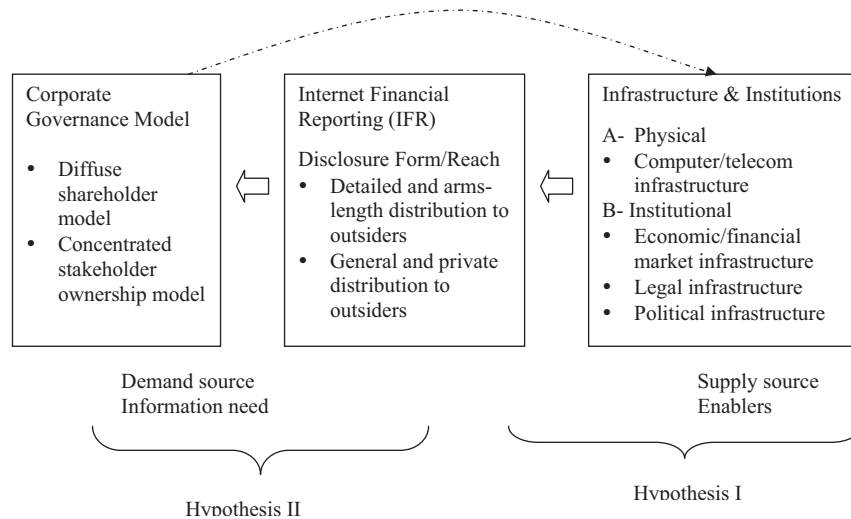 Corporate
Governance Model
• Diffuse
shareholder
model
• Concentrated
stakeholder
ownership model
Internet Financial
Reporting (IFR)
Disclosure Form/Reach
• Detailed and arms-
length distribution to
outsiders
• General and private
distribution to
outsiders
Infrastructure & Institutions
A- Physical
• Computer/telecom
infrastructure
B- Institutional
• Economic/financial
market infrastructure
• Legal infrastructure
• Political infrastructure
Demand source
Information need
Supply source
Enablers
Hypothesis II
Hypothesis I